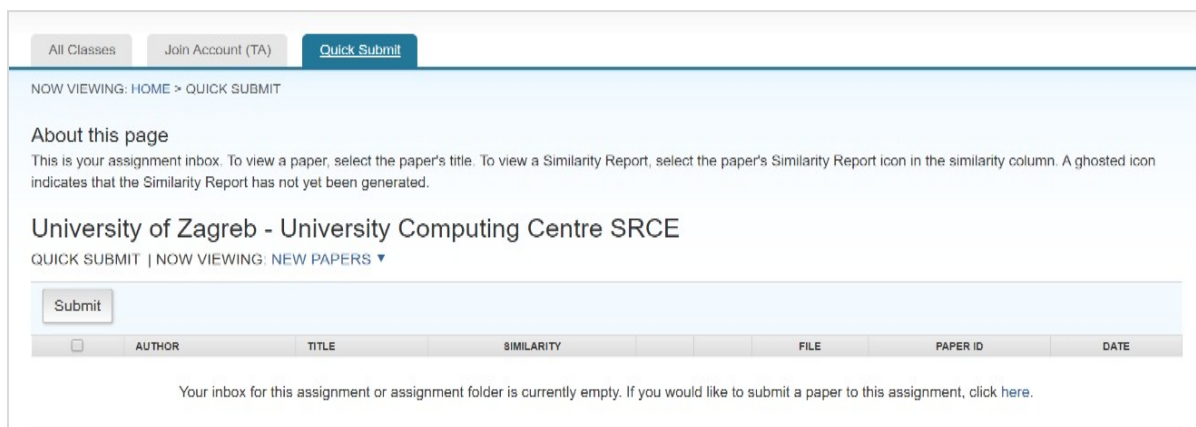 All Classes Join Account (TA) Quick Submit
NOW VIEWING: HOME > QUICK SUBMIT
About this page
This is your assignment inbox. To view a paper, select the paper's title. To view a Similarity Report, select the paper's Similarity Report icon in the similarity column. A ghosted icon
indicates that the Similarity Report has not yet been generated.
University of Zagreb - University Computing Centre SRCE
QUICK SUBMIT | NOW VIEWING: NEW PAPERS ▼
Submit
AUTHOR TITLE SIMILARITY FILE PAPER ID DATE
Your inbox for this assignment or assignment folder is currently empty. If you would like to submit a paper to this assignment, click here.